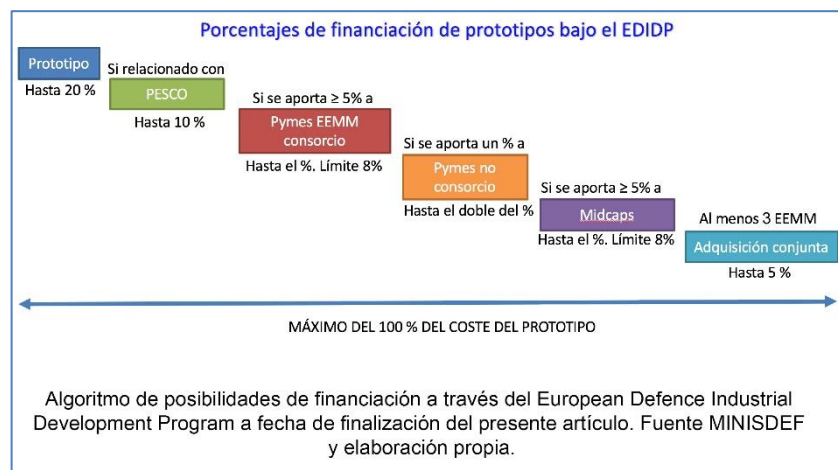 Porcentajes de financiación de prototipos bajo el EDIDP
Prototipo
Hasta 20 %
Si relacionado con
PESCO
Hasta 10 %
Si se aporta ≥ 5% a
Pymes EEMM
consorcio
Hasta el %. Límite 8%
Si se aporta un % a
Pymes no
consorcio
Hasta el doble del %
Si se aporta ≥ 5% a
Midcaps
Hasta el %. Límite 8%
Al menos 3 EEMM
Adquisición conjunta
Hasta 5 %
MÁXIMO DEL 100 % DEL COSTE DEL PROTOTIPO
Algoritmo de posibilidades de financiación a través del European Defence Industrial
Development Program a fecha de finalización del presente artículo. Fuente MINISDEF
y elaboración propia.